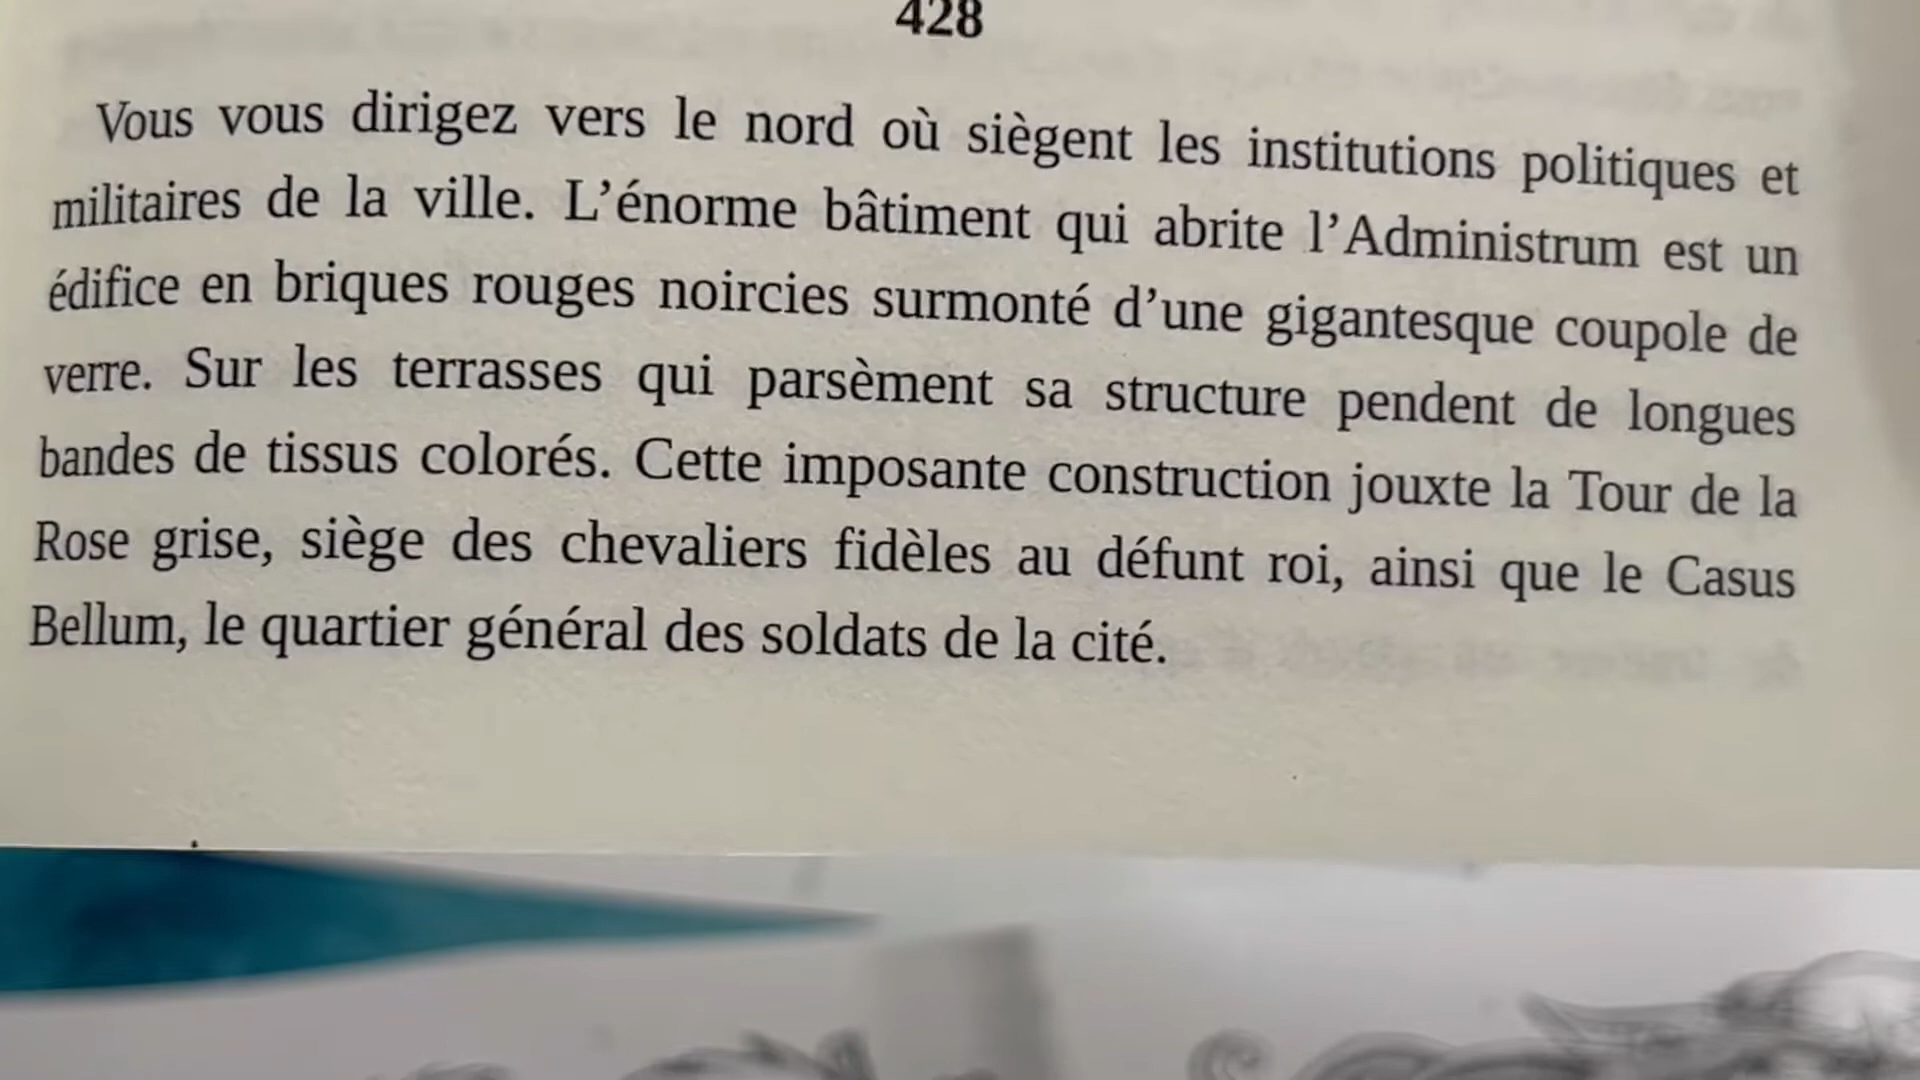 428
Vous vous dirigez vers le nord où siègent les institutions politiques et
militaires de la ville. L’énorme bâtiment qui abrite l’Administrum est un
édifice en briques rouges noircies surmonté d’une gigantesque coupole de
verre. Sur les terrasses qui parsèment sa structure pendent de longues
bandes de tissus colorés. Cette imposante construction jouxte la Tour de la
Rose grise, siège des chevaliers fidèles au défunt roi, ainsi que le Casus
Bellum, le quartier général des soldats de la cité.